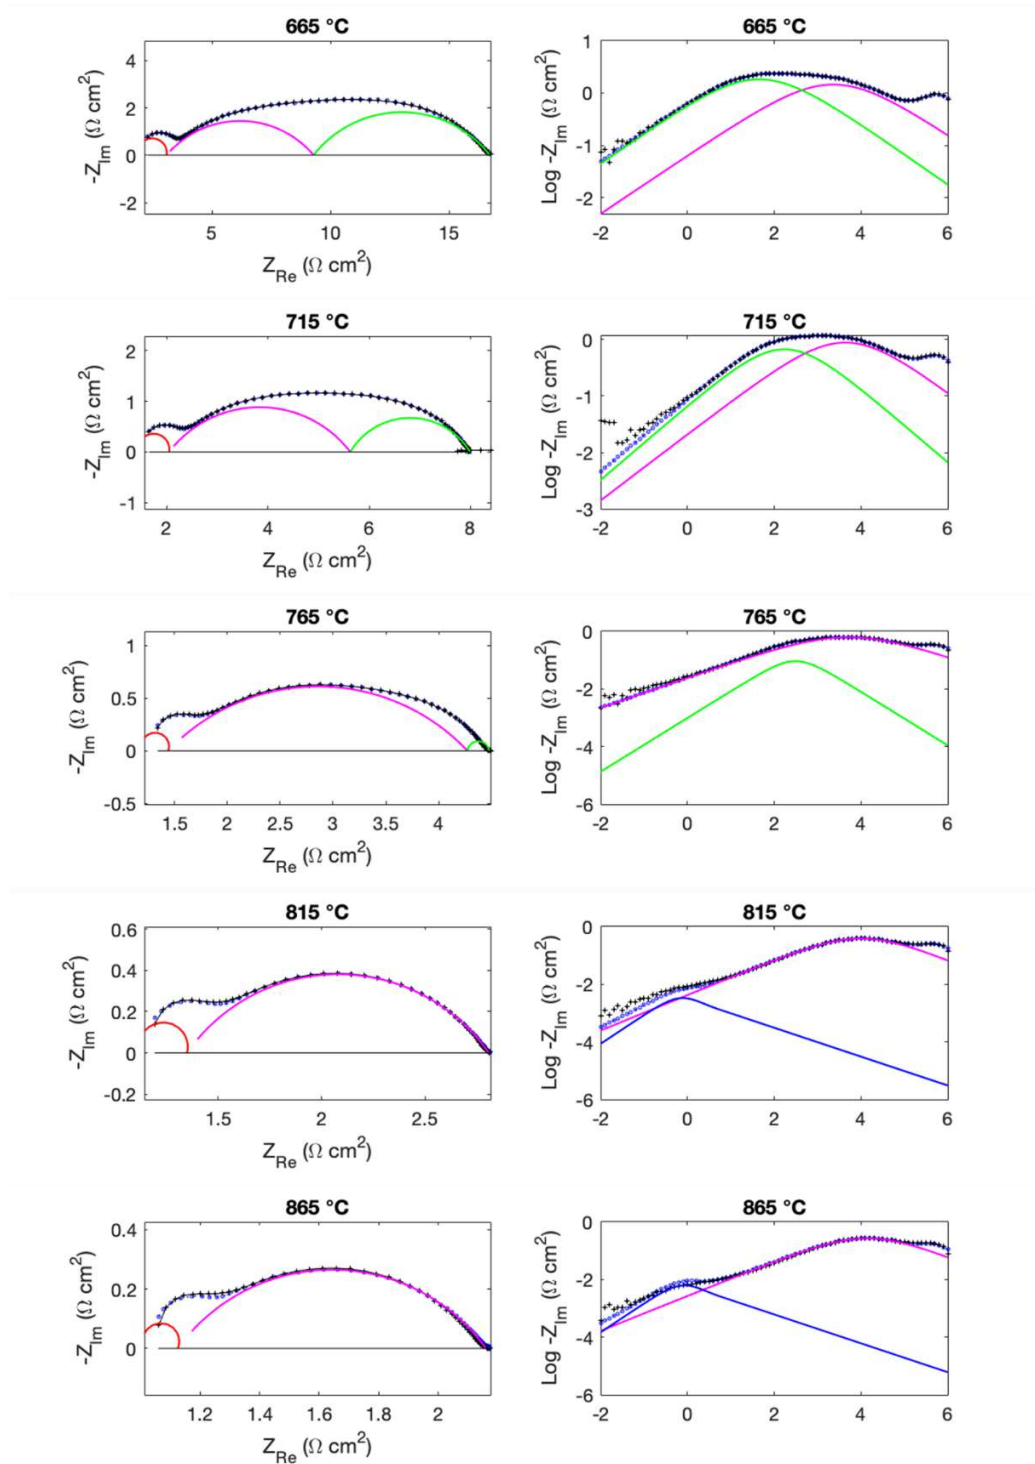 665 °C
4
2
0
-2
-Z_Im (Ω cm²)
5 10 15
Z_Re (Ω cm²)
665 °C
1
0
-1
-2
Log -Z_Im (Ω cm²)
-2 0 2 4 6
715 °C
2
1
0
-1
-Z_Im (Ω cm²)
2 4 6 8
Z_Re (Ω cm²)
715 °C
0
-1
-2
-3
Log -Z_Im (Ω cm²)
-2 0 2 4 6
765 °C
1
0.5
0
-0.5
-Z_Im (Ω cm²)
1.5 2 2.5 3 3.5 4
Z_Re (Ω cm²)
765 °C
0
-2
-4
-6
Log -Z_Im (Ω cm²)
-2 0 2 4 6
815 °C
0.6
0.4
0.2
0
-0.2
-Z_Im (Ω cm²)
1.5 2 2.5
Z_Re (Ω cm²)
815 °C
0
-2
-4
-6
Log -Z_Im (Ω cm²)
-2 0 2 4 6
865 °C
0.4
0.2
0
-Z_Im (Ω cm²)
1.2 1.4 1.6 1.8 2
Z_Re (Ω cm²)
865 °C
0
-2
-4
-6
Log -Z_Im (Ω cm²)
-2 0 2 4 6